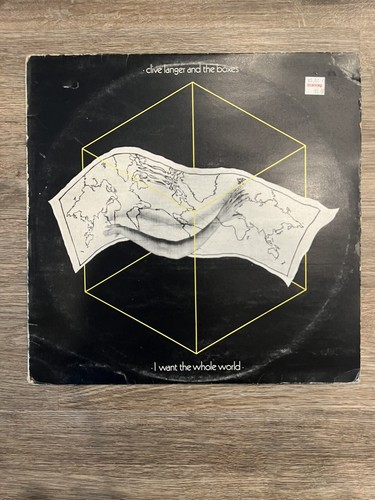 · clive langer and the boxes ·
· I want the whole world ·